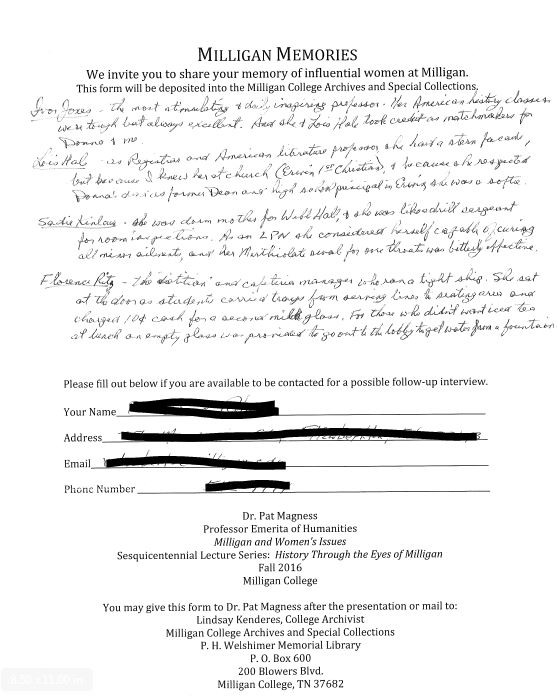 MILLIGAN MEMORIES
We invite you to share your memory of influential women at Milligan.
This form will be deposited into the Milligan College Archives and Special Collections.
Ivor Jones - the most stimulating & daily inspiring professor. Her American history classes
were tough but always excellent. And she & Lois Hale took credit as matchmakers for
Donna & me.
Lois Hal - as Registrar and American literature professor she had a stern facade,
but because I knew her at church (Erwin 1st Christian), & because she respected
Donna's dad as former Dean and high school principal in Erwin she was a softie.
Sadie - she was dorm mother for Webb Hall, & she was like a drill sergeant
for room inspections. As an LPN she considered herself capable of curing
all minor ailments, and her Merthiolate swab for sore throats was bitterly effective.
Florence Ritz - The dietitian and cafeteria manager who ran a tight ship. She sat
at the door as students carried trays from serving lines to seating area and
charged 10¢ cash for a second milk glass. For those who didn't want iced tea
at lunch an empty glass was provided to go out to the lobby to get water from a fountain
Please fill out below if you are available to be contacted for a possible follow-up interview.
Your Name
Address
Email
Phone Number
Dr. Pat Magness
Professor Emerita of Humanities
Milligan and Women's Issues
Sesquicentennial Lecture Series: History Through the Eyes of Milligan
Fall 2016
Milligan College
You may give this form to Dr. Pat Magness after the presentation or mail to:
Lindsay Kenderes, College Archivist
Milligan College Archives and Special Collections
P. H. Welshimer Memorial Library
P. O. Box 600
200 Blowers Blvd.
Milligan College, TN 37682
8.50 x 11.00 in